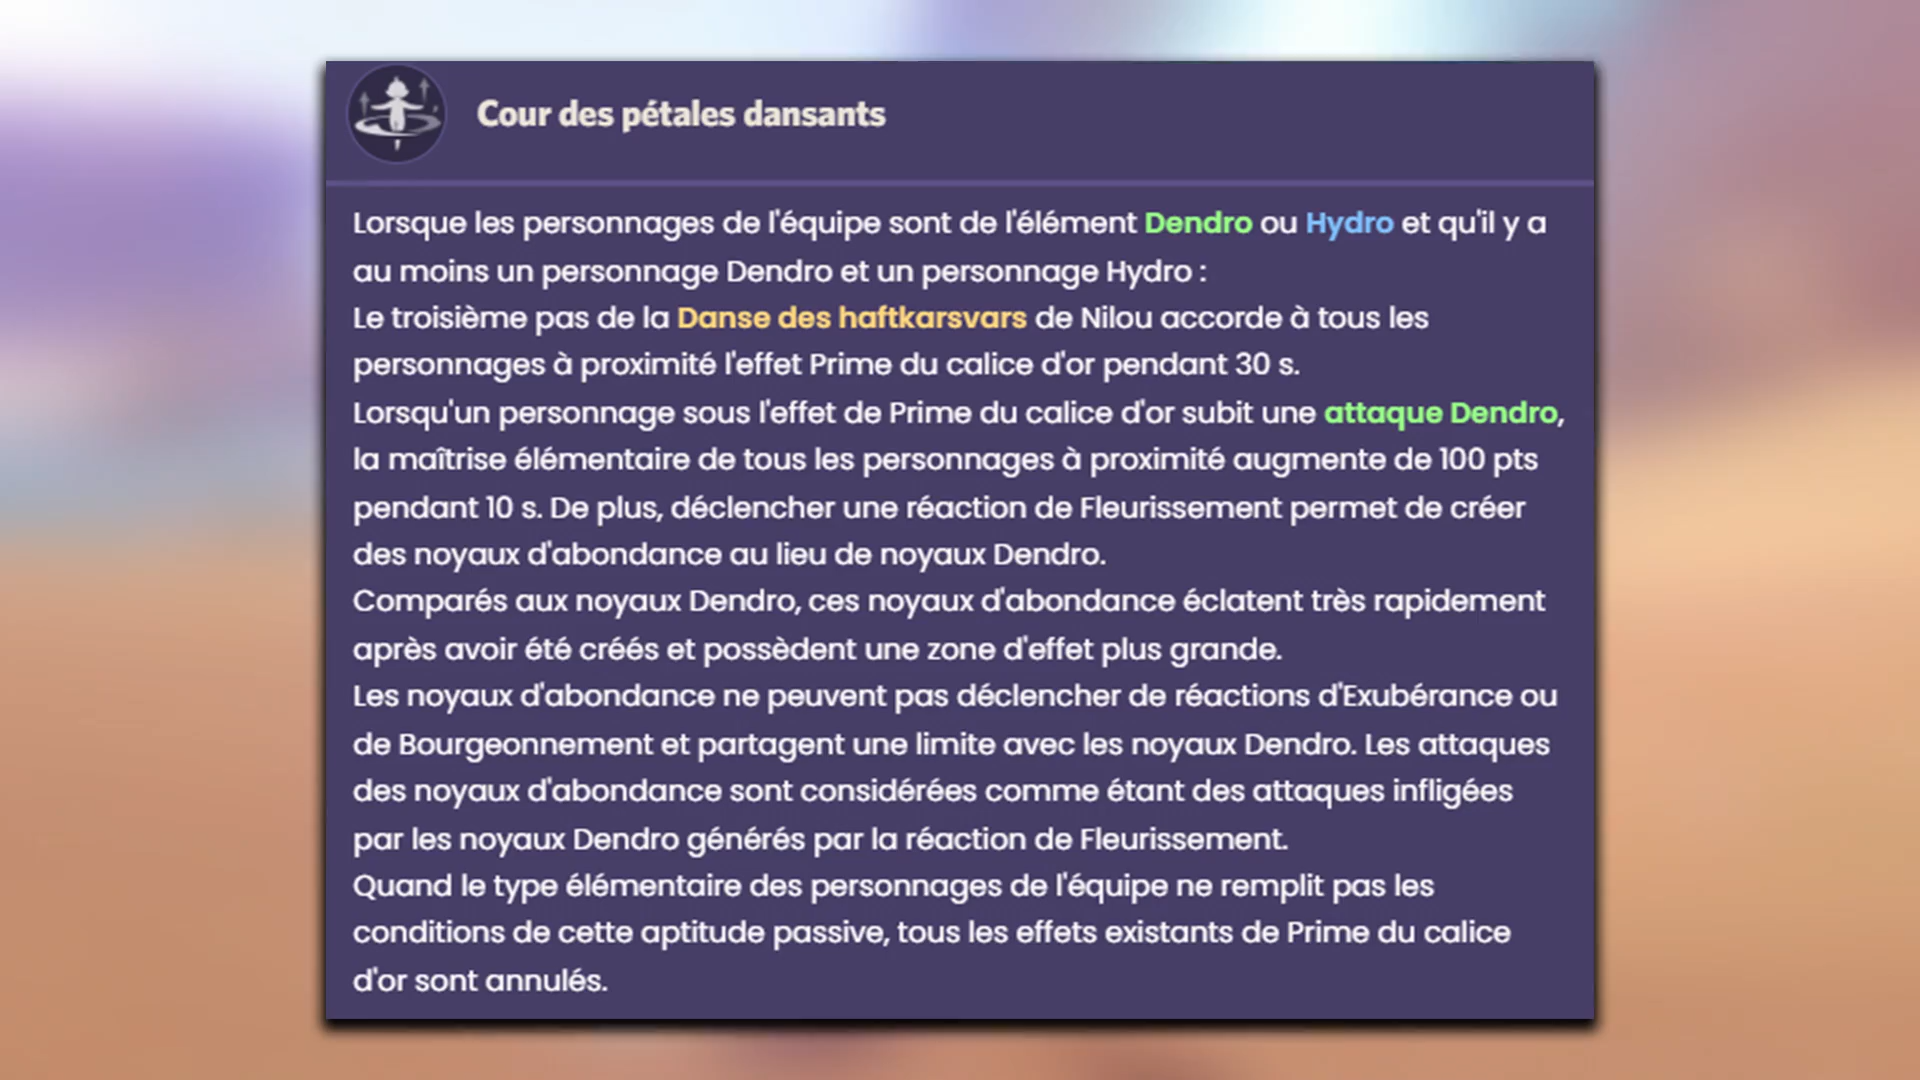 Cour des pétales dansants
Lorsque les personnages de l'équipe sont de l'élément Dendro ou Hydro et qu'il y a
au moins un personnage Dendro et un personnage Hydro :
Le troisième pas de la Danse des haftkarsvars de Nilou accorde à tous les
personnages à proximité l'effet Prime du calice d'or pendant 30 s.
Lorsqu'un personnage sous l'effet de Prime du calice d'or subit une attaque Dendro,
la maîtrise élémentaire de tous les personnages à proximité augmente de 100 pts
pendant 10 s. De plus, déclencher une réaction de Fleurissement permet de créer
des noyaux d'abondance au lieu de noyaux Dendro.
Comparés aux noyaux Dendro, ces noyaux d'abondance éclatent très rapidement
après avoir été créés et possèdent une zone d'effet plus grande.
Les noyaux d'abondance ne peuvent pas déclencher de réactions d'Exubérance ou
de Bourgeonnement et partagent une limite avec les noyaux Dendro. Les attaques
des noyaux d'abondance sont considérées comme étant des attaques infligées
par les noyaux Dendro générés par la réaction de Fleurissement.
Quand le type élémentaire des personnages de l'équipe ne remplit pas les
conditions de cette aptitude passive, tous les effets existants de Prime du calice
d'or sont annulés.